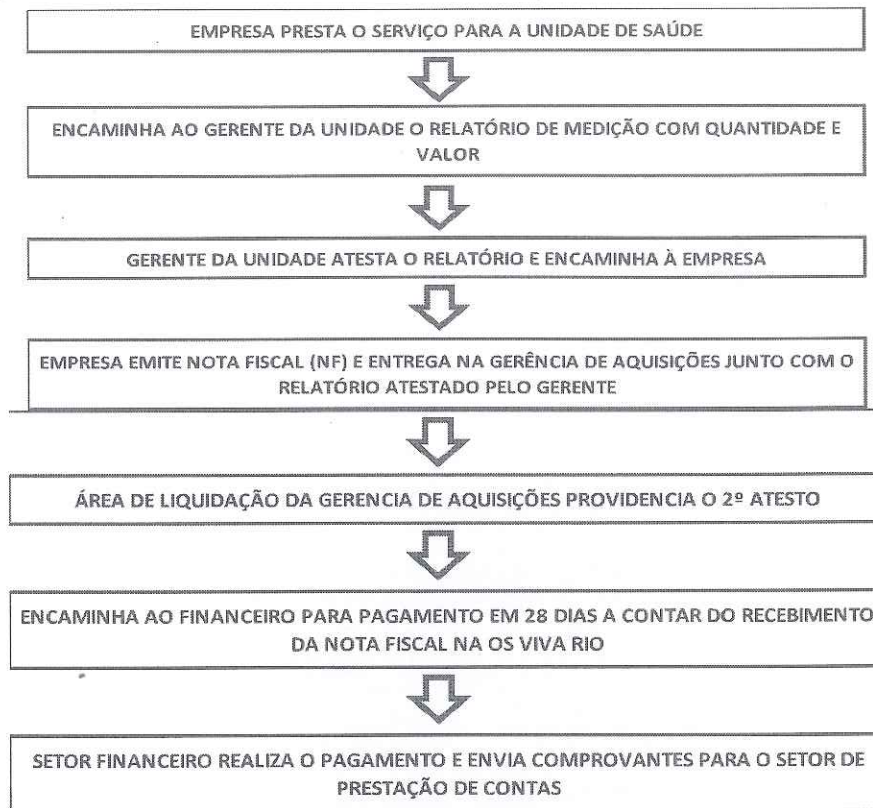 EMPRESA PRESTA O SERVIÇO PARA A UNIDADE DE SAÚDE
ENCAMINHA AO GERENTE DA UNIDADE O RELATÓRIO DE MEDIÇÃO COM QUANTIDADE E
VALOR
GERENTE DA UNIDADE ATESTA O RELATÓRIO E ENCAMINHA À EMPRESA
EMPRESA EMITE NOTA FISCAL (NF) E ENTREGA NA GERÊNCIA DE AQUISIÇÕES JUNTO COM O
RELATÓRIO ATESTADO PELO GERENTE
ÁREA DE LIQUIDAÇÃO DA GERENCIA DE AQUISIÇÕES PROVIDENCIA O 2º ATESTO
ENCAMINHA AO FINANCEIRO PARA PAGAMENTO EM 28 DIAS A CONTAR DO RECEBIMENTO
DA NOTA FISCAL NA OS VIVA RIO
SETOR FINANCEIRO REALIZA O PAGAMENTO E ENVIA COMPROVANTES PARA O SETOR DE
PRESTAÇÃO DE CONTAS